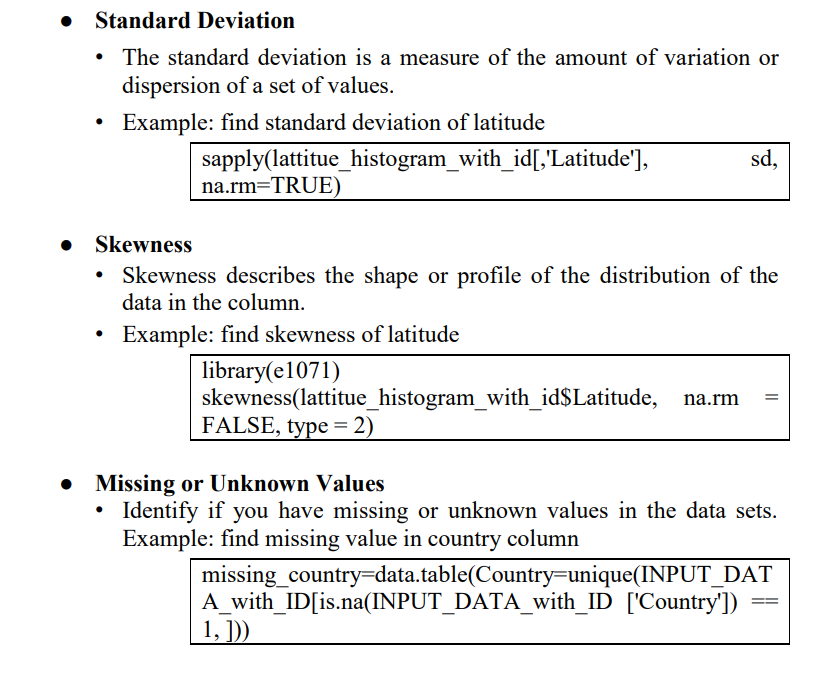 ● Standard Deviation
• The standard deviation is a measure of the amount of variation or
dispersion of a set of values.
• Example: find standard deviation of latitude
sapply(lattitue_histogram_with_id[,'Latitude'], sd,
na.rm=TRUE)
● Skewness
• Skewness describes the shape or profile of the distribution of the
data in the column.
• Example: find skewness of latitude
library(e1071)
skewness(lattitue_histogram_with_id$Latitude, na.rm =
FALSE, type = 2)
● Missing or Unknown Values
• Identify if you have missing or unknown values in the data sets.
Example: find missing value in country column
missing_country=data.table(Country=unique(INPUT_DAT
A_with_ID[is.na(INPUT_DATA_with_ID ['Country']) ==
1, ]))